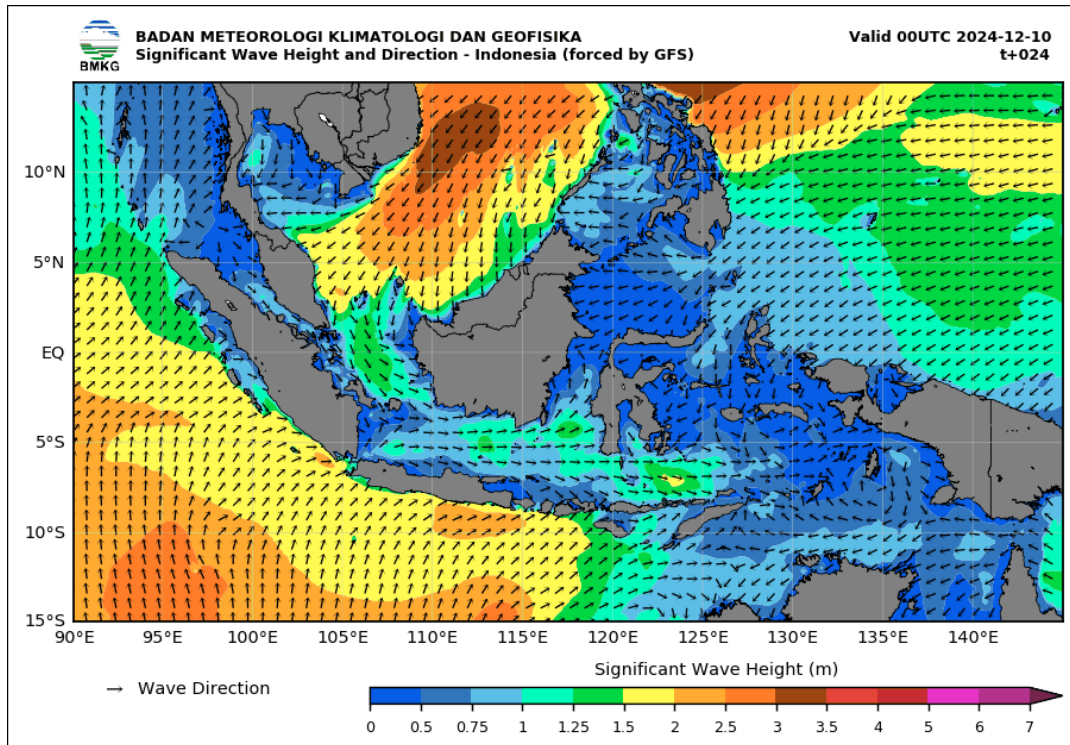 BADAN METEOROLOGI KLIMATOLOGI DAN GEOFISIKA
Significant Wave Height and Direction - Indonesia (forced by GFS)
Valid 00UTC 2024-12-10
t+024
BMKG
10°N
5°N
EQ
5°S
10°S
15°S
90°E 95°E 100°E 105°E 110°E 115°E 120°E 125°E 130°E 135°E 140°E
Wave Direction
Significant Wave Height (m)
0 0.5 0.75 1 1.25 1.5 2 2.5 3 3.5 4 5 6 7